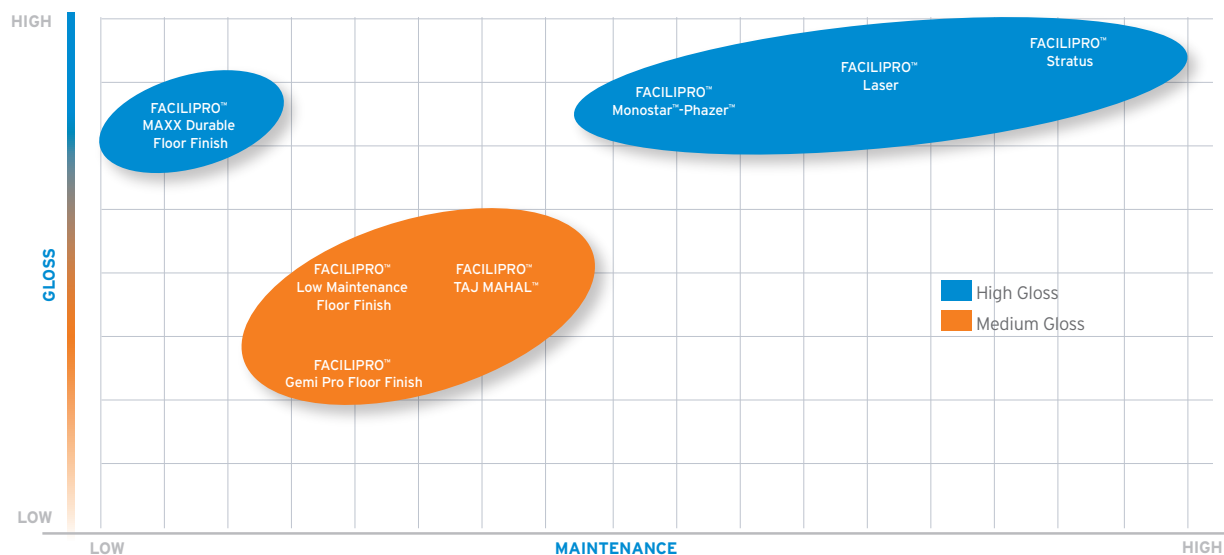 HIGH
FACILIPRO™
Stratus
FACILIPRO™
Laser
FACILIPRO™
Monostar™-Phazer™
FACILIPRO™
MAXX Durable
Floor Finish
GLOSS
FACILIPRO™
Low Maintenance
Floor Finish
FACILIPRO™
TAJ MAHAL™
FACILIPRO™
Gemi Pro Floor Finish
High Gloss
Medium Gloss
LOW
LOW
MAINTENANCE
HIGH